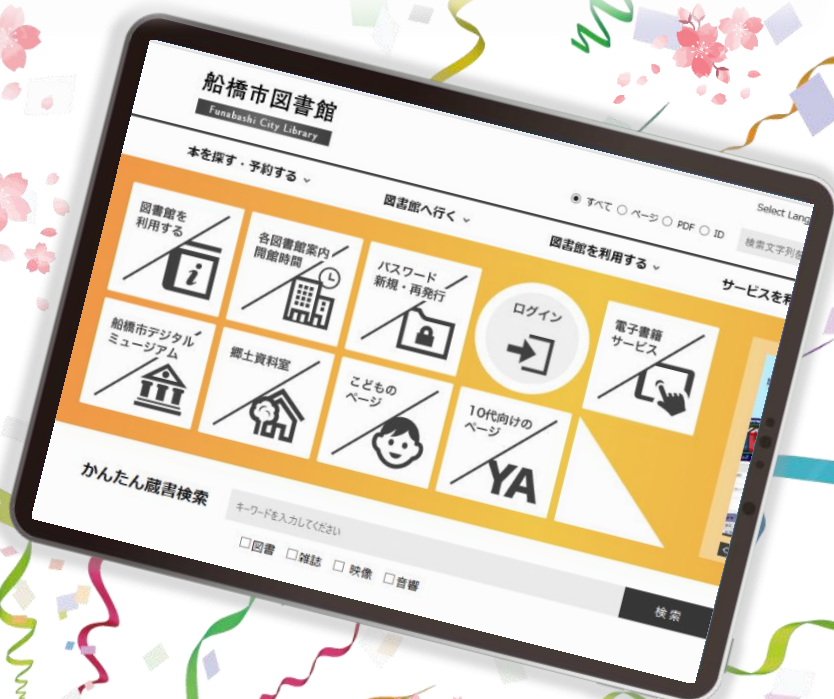 船橋市図書館
Funabashi City Library
Select Lang
すべて ページ PDF ID
検索文字列を
本を探す・予約する
図書館へ行く
図書館を利用する
サービスを利
図書館を
利用する
各図書館案内
開館時間
パスワード
新規・再発行
ログイン
電子書籍
サービス
船橋市デジタル
ミュージアム
郷土資料室
こどもの
ページ
10代向けの
ページ
YA
かんたん蔵書検索
キーワードを入力してください
検索
図書 雑誌 映像 音響